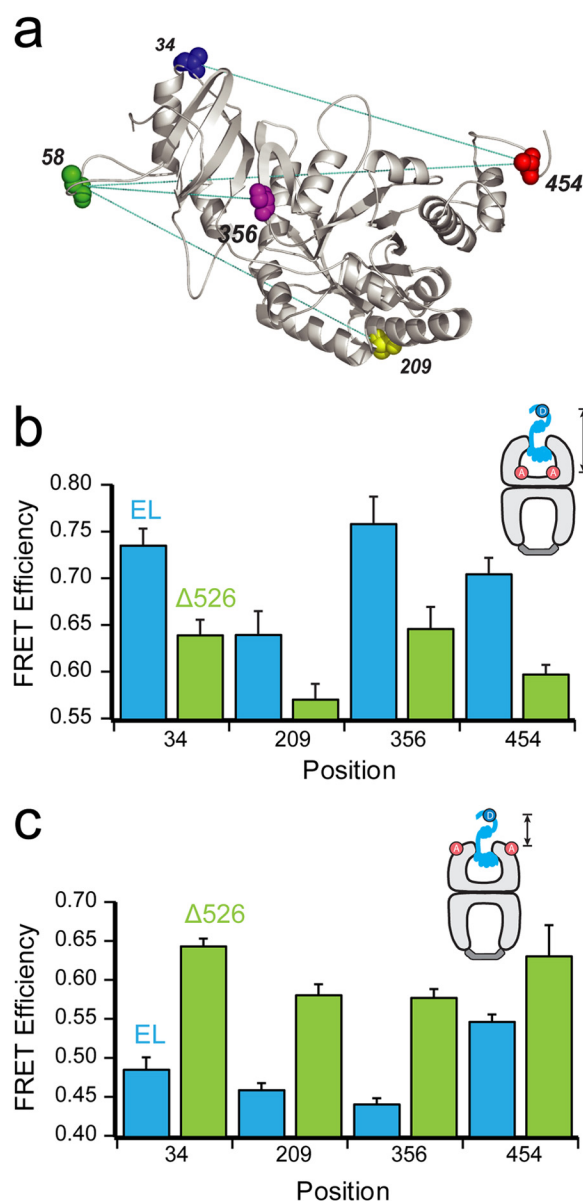 a
34
58
356
454
209
b
D
A A
0.80
0.75
0.70
0.65
0.60
0.55
FRET Efficiency
EL
Δ526
34 209 356 454
Position
c
D
A A
0.70
0.65
0.60
0.55
0.50
0.45
0.40
FRET Efficiency
Δ526
EL
34 209 356 454
Position